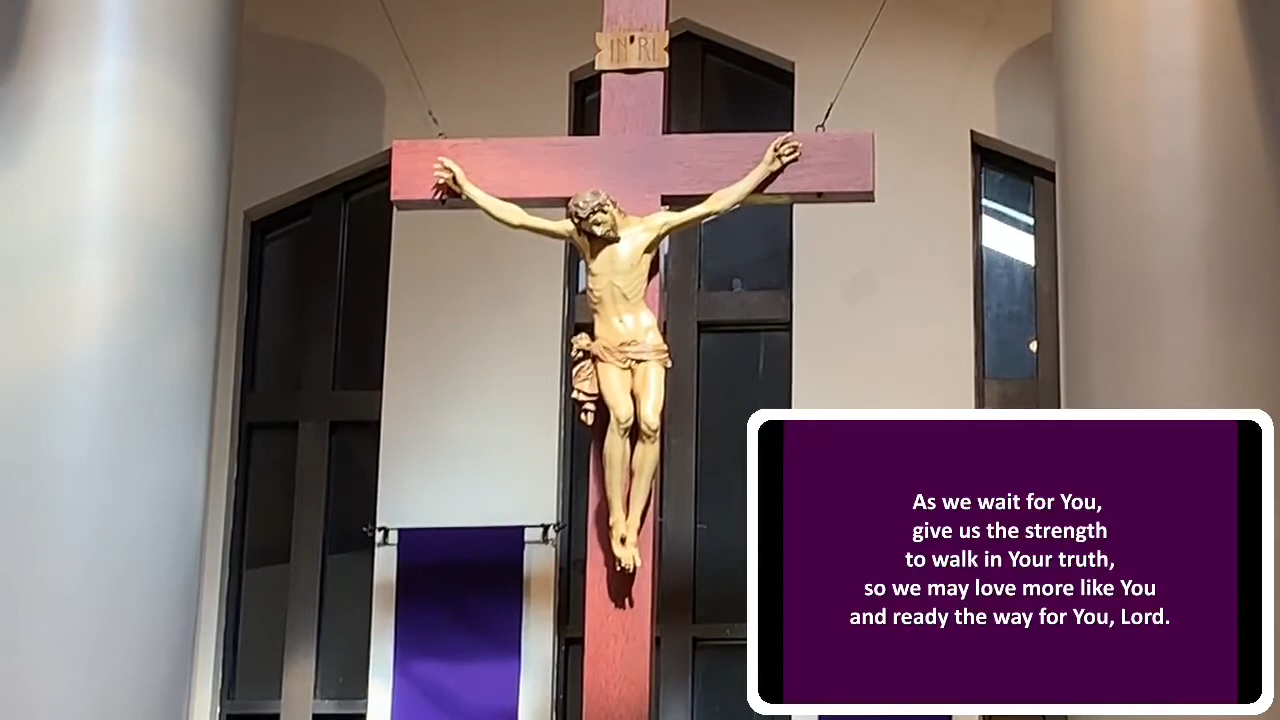 INRI
As we wait for You,
give us the strength
to walk in Your truth,
so we may love more like You
and ready the way for You, Lord.